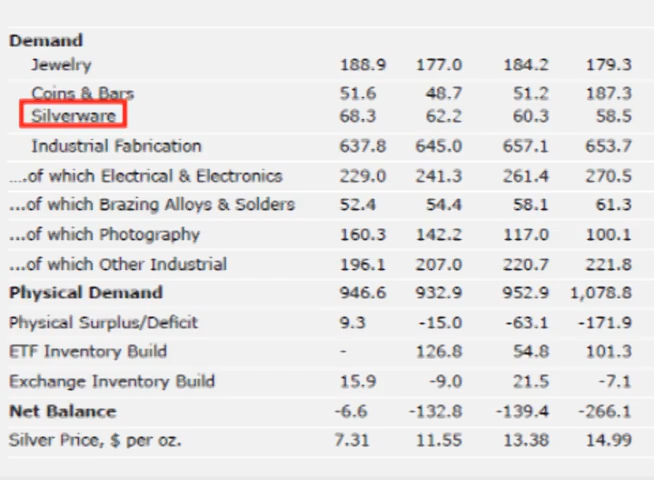 Demand
Jewelry 188.9 177.0 184.2 179.3
Coins & Bars 51.6 48.7 51.2 187.3
Silverware 68.3 62.2 60.3 58.5
Industrial Fabrication 637.8 645.0 657.1 653.7
....of which Electrical & Electronics 229.0 241.3 261.4 270.5
...of which Brazing Alloys & Solders 52.4 54.4 58.1 61.3
...of which Photography 160.3 142.2 117.0 100.1
...of which Other Industrial 196.1 207.0 220.7 221.8
Physical Demand 946.6 932.9 952.9 1,078.8
Physical Surplus/Deficit 9.3 -15.0 -63.1 -171.9
ETF Inventory Build - 126.8 54.8 101.3
Exchange Inventory Build 15.9 -9.0 21.5 -7.1
Net Balance -6.6 -132.8 -139.4 -266.1
Silver Price, $ per oz. 7.31 11.55 13.38 14.99